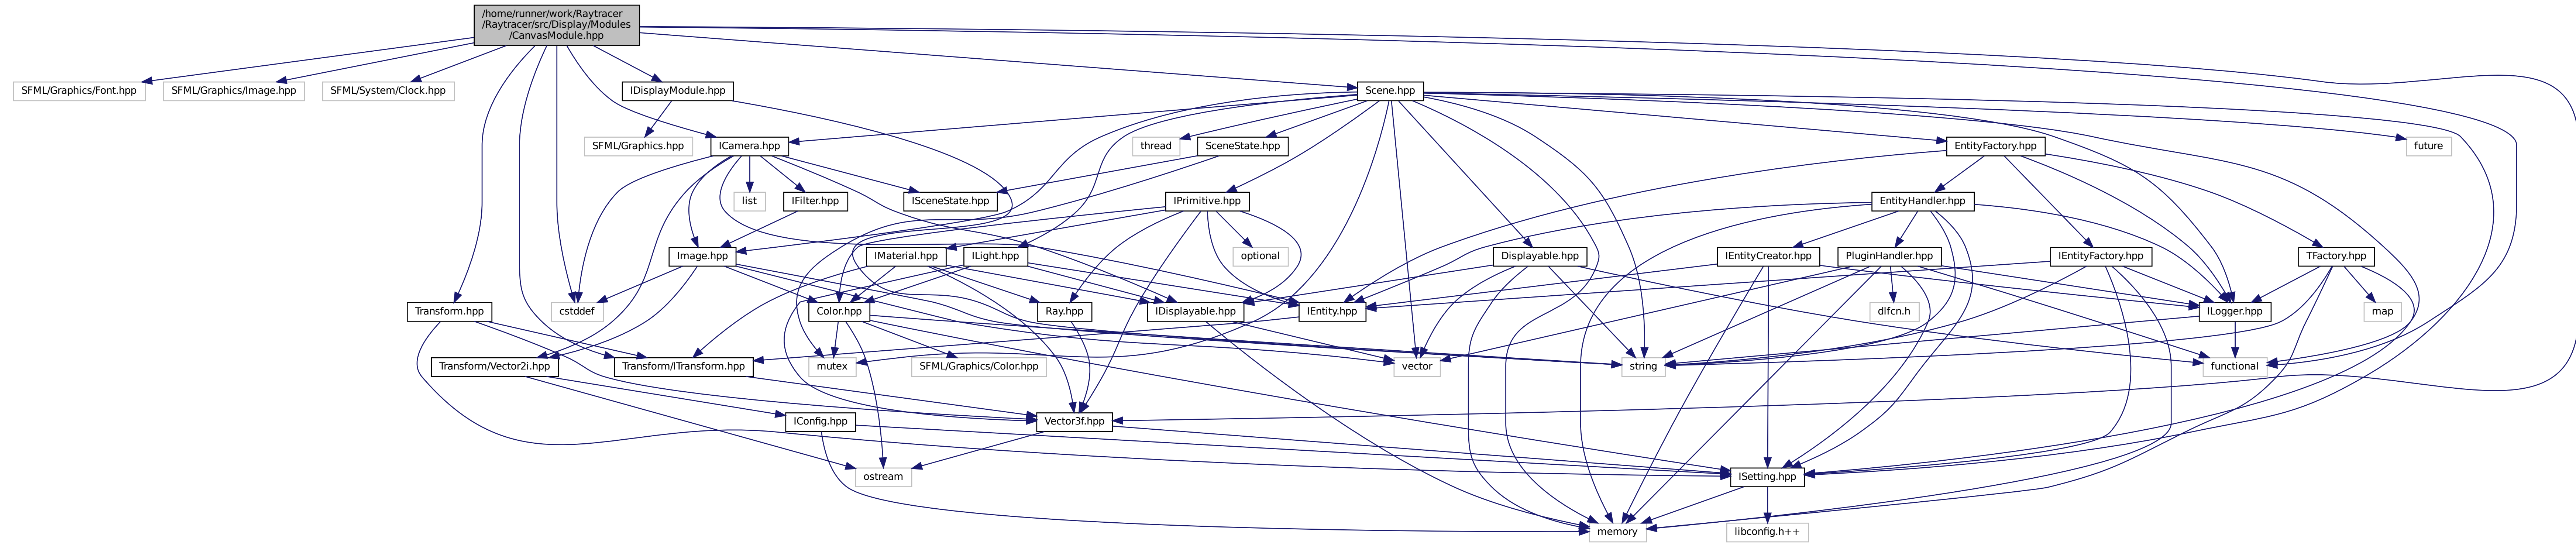 /home/runner/work/Raytracer
/Raytracer/src/Display/Modules
/CanvasModule.hpp
SFML/Graphics/Font.hpp
SFML/Graphics/Image.hpp
SFML/System/Clock.hpp
IDisplayModule.hpp
Scene.hpp
SFML/Graphics.hpp
ICamera.hpp
thread
SceneState.hpp
EntityFactory.hpp
future
list
IFilter.hpp
ISceneState.hpp
IPrimitive.hpp
EntityHandler.hpp
Image.hpp
IMaterial.hpp
ILight.hpp
optional
Displayable.hpp
IEntityCreator.hpp
PluginHandler.hpp
IEntityFactory.hpp
TFactory.hpp
Transform.hpp
cstddef
Color.hpp
Ray.hpp
IDisplayable.hpp
IEntity.hpp
dlfcn.h
ILogger.hpp
map
Transform/Vector2i.hpp
Transform/ITransform.hpp
mutex
SFML/Graphics/Color.hpp
vector
string
functional
IConfig.hpp
Vector3f.hpp
ostream
ISetting.hpp
memory
libconfig.h++